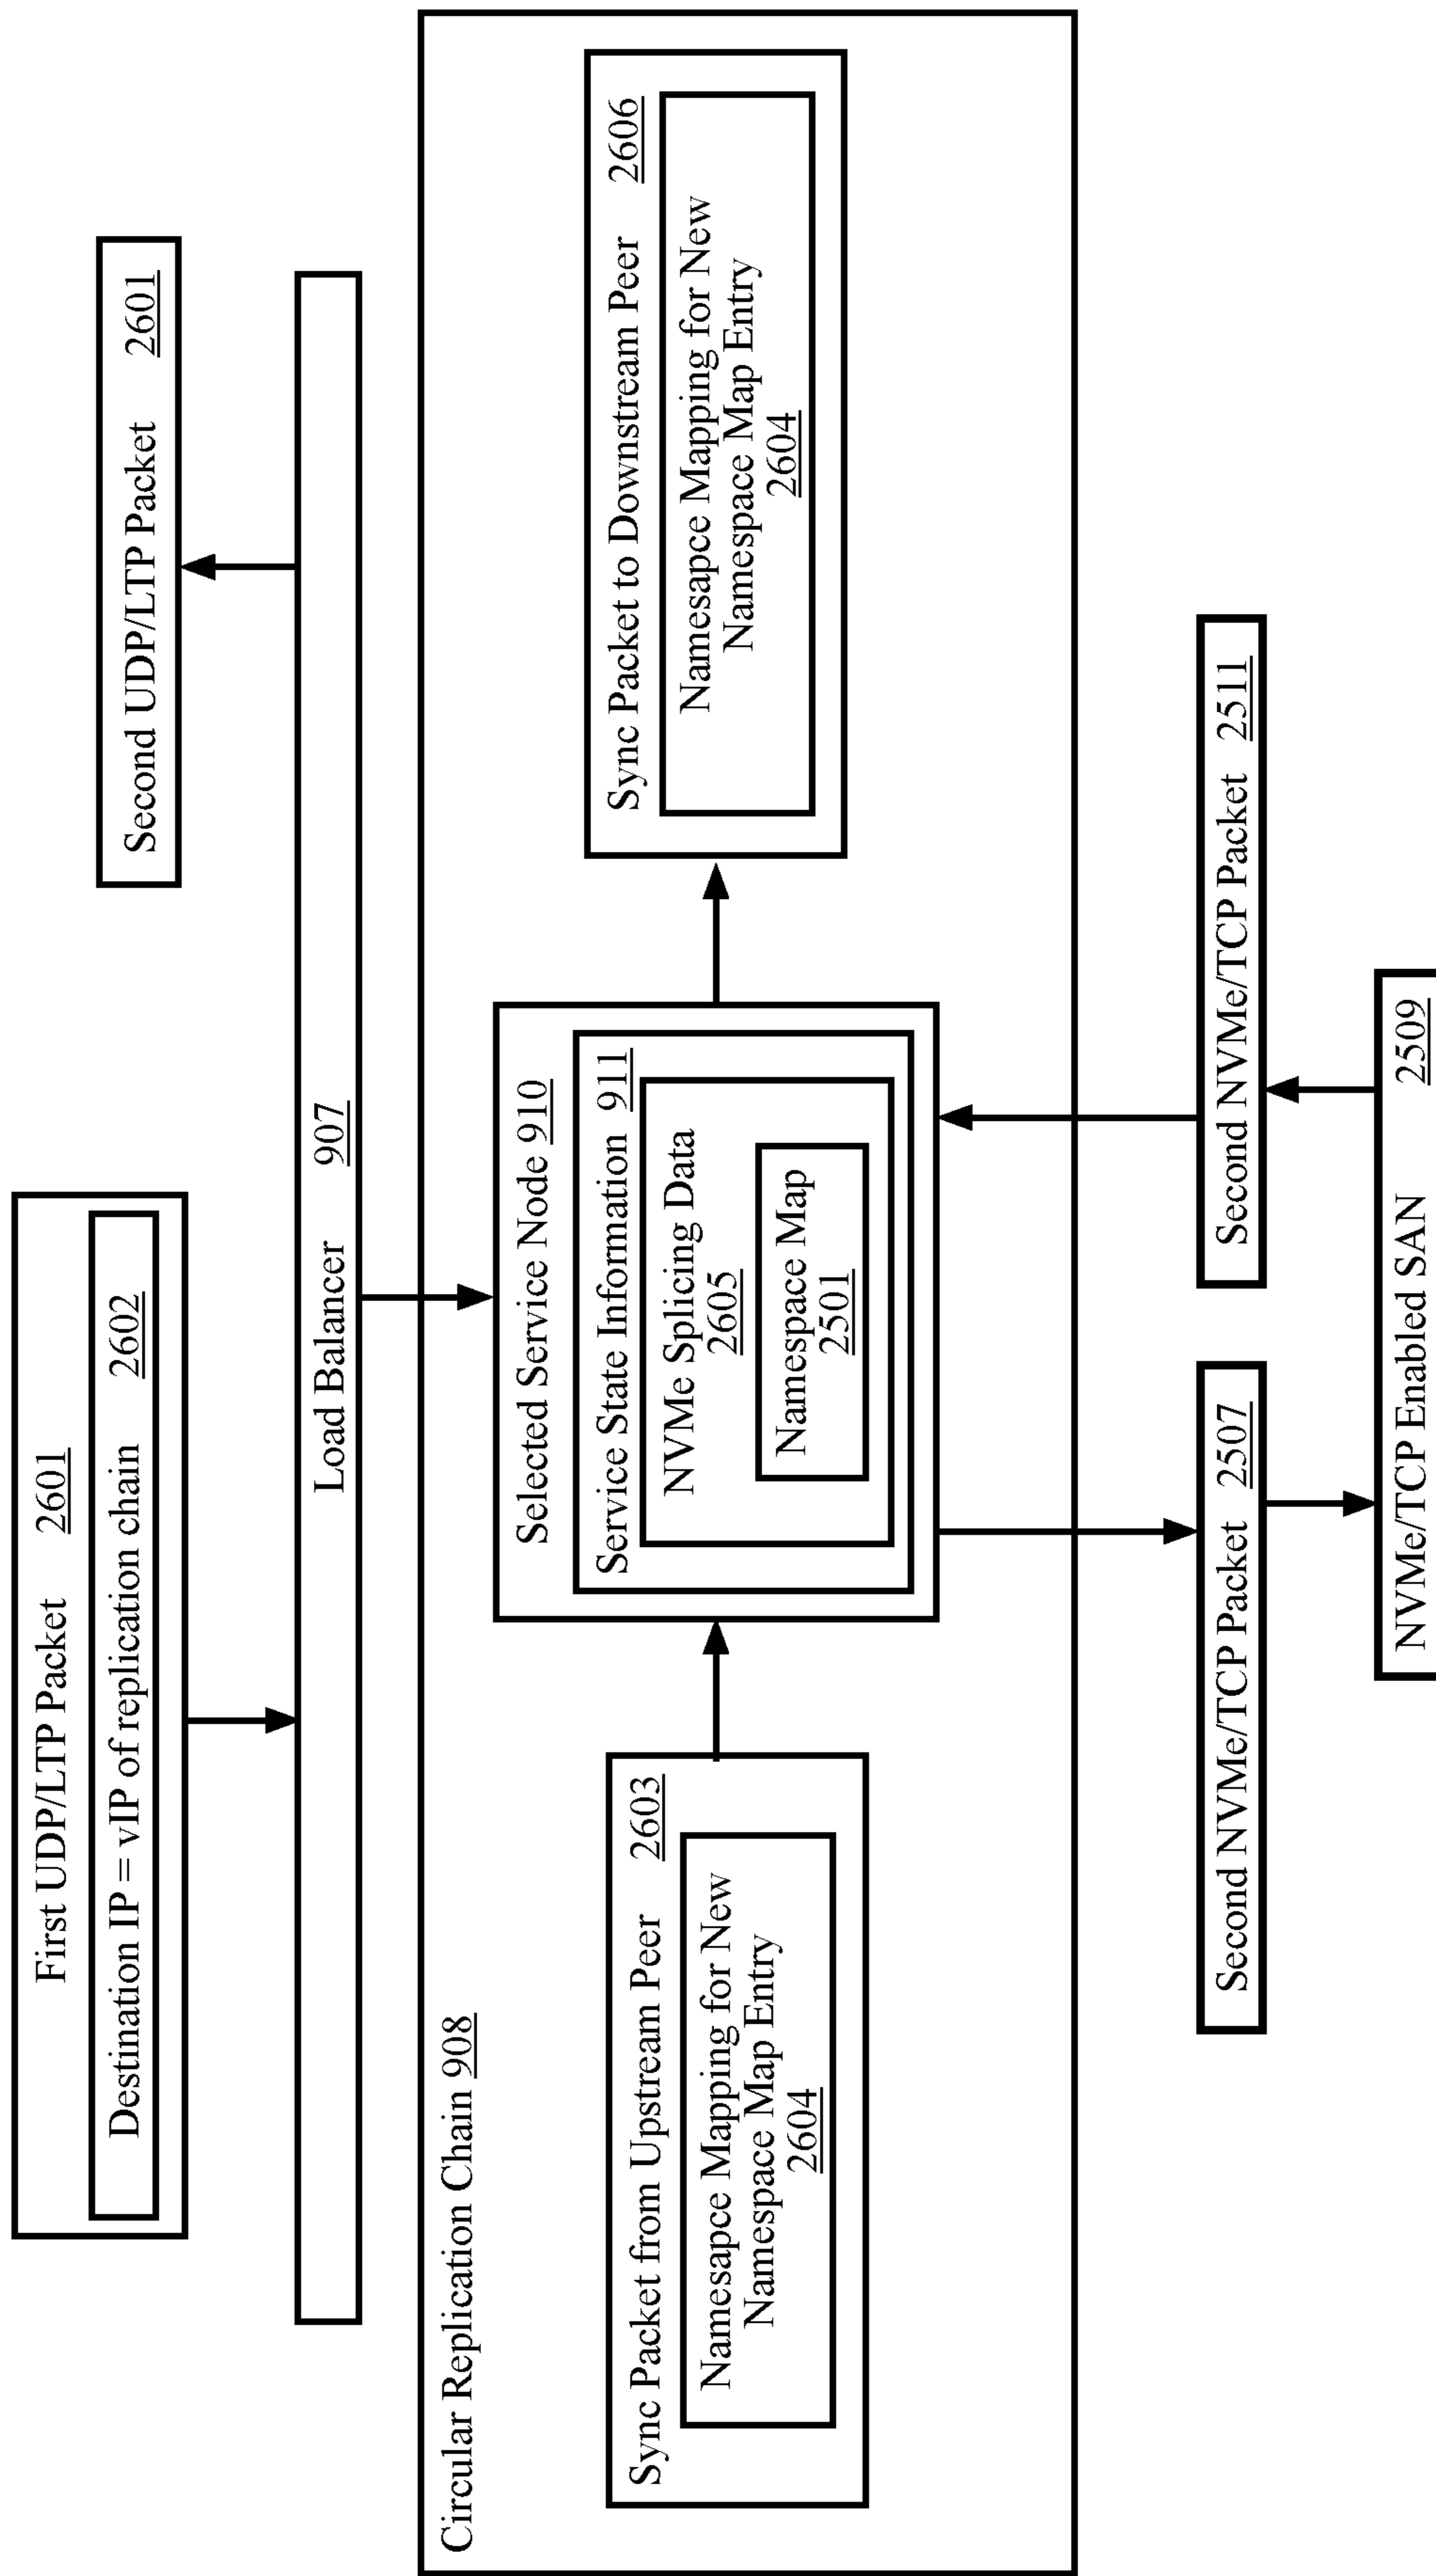 First UDP/LTP Packet 2601
Destination IP = vIP of replication chain 2602
Second UDP/LTP Packet 2601
Load Balancer 907
Circular Replication Chain 908
Sync Packet from Upstream Peer 2603
Namesapce Mapping for New
Namespace Map Entry
2604
Selected Service Node 910
Service State Information 911
NVMe Splicing Data
2605
Namespace Map
2501
Sync Packet to Downstream Peer 2606
Namesapce Mapping for New
Namespace Map Entry
2604
Second NVMe/TCP Packet 2507
Second NVMe/TCP Packet 2511
NVMe/TCP Enabled SAN 2509